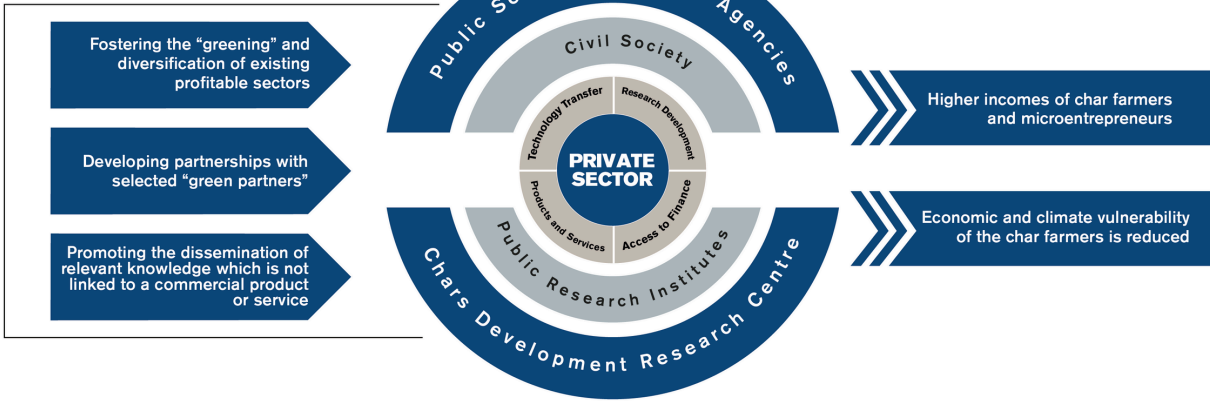 Fostering the “greening” and
diversification of existing
profitable sectors
Developing partnerships with
selected “green partners”
Promoting the dissemination of
relevant knowledge which is not
linked to a commercial product
or service
Public
Agencies
Civil Society
Technology Transfer
Research Development
PRIVATE
SECTOR
Products and Services
Access to Finance
Public Research Institutes
Chars Development Research Centre
Higher incomes of char farmers
and microentrepreneurs
Economic and climate vulnerability
of the char farmers is reduced